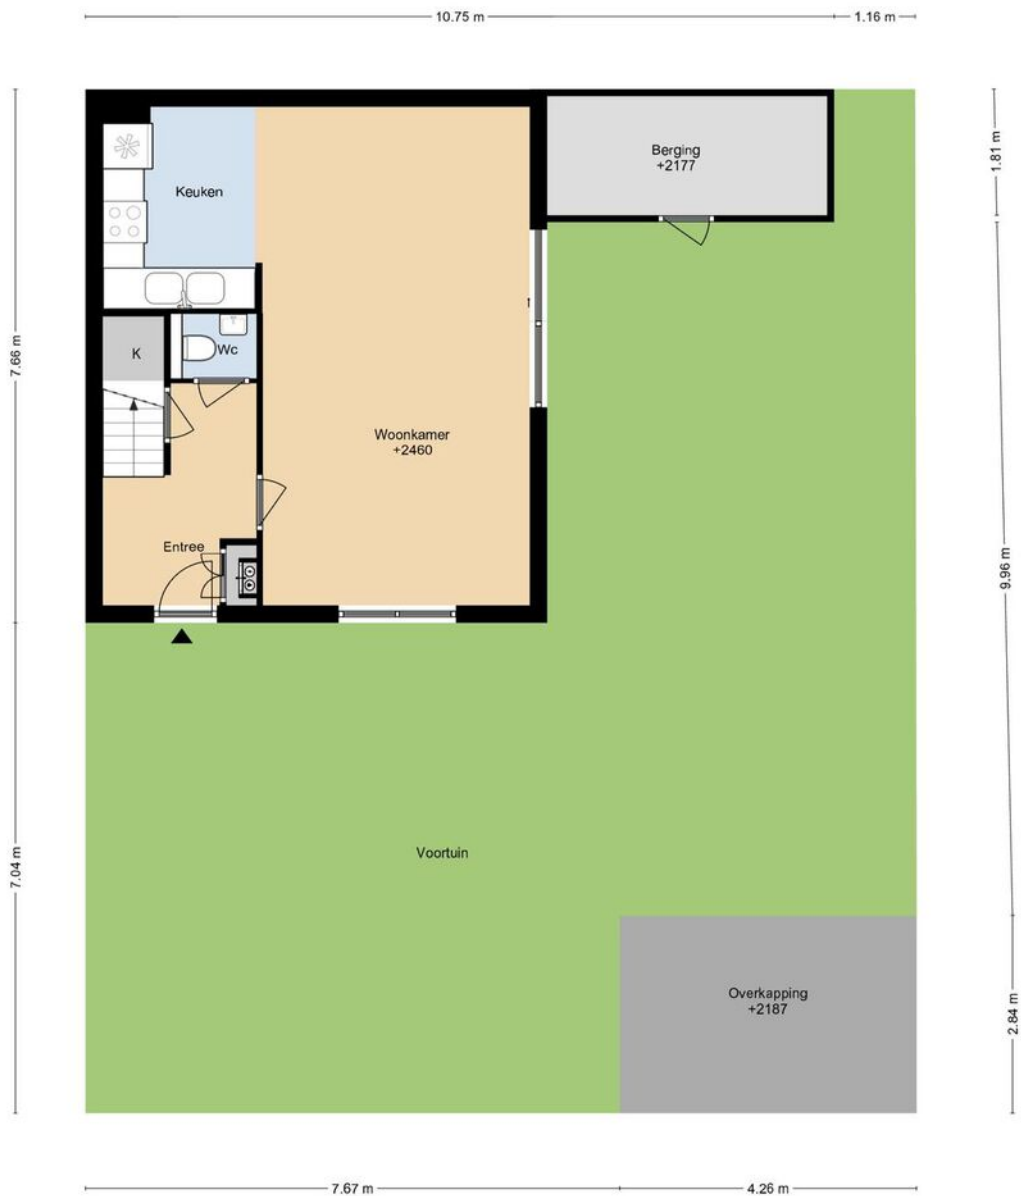 10.75 m
1.16 m
Keuken
Berging
+2177
1.81 m
7.66 m
K
Wc
Woonkamer
+2460
Entree
9.96 m
Voortuin
7.04 m
Overkapping
+2187
2.84 m
7.67 m
4.26 m